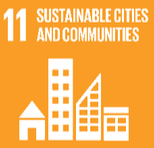 11 SUSTAINABLE CITIES
AND COMMUNITIES